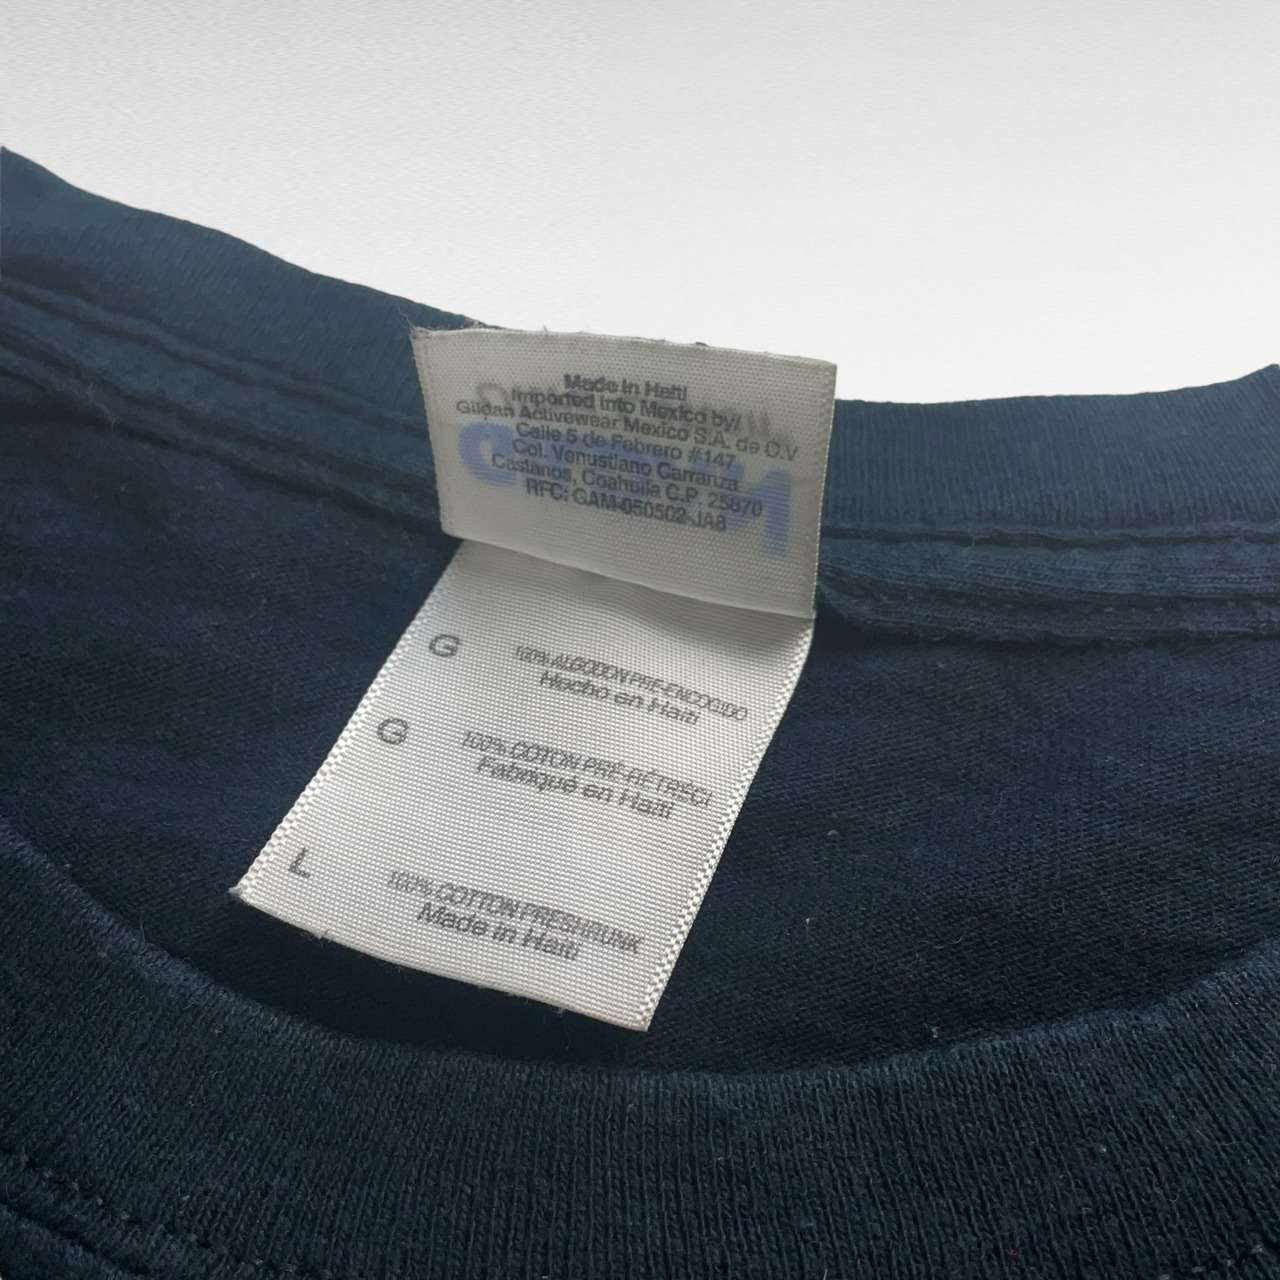 Made in Haiti
Imported into Mexico by/
Gildan Activewear Mexico S.A. de C.V
Calle 5 de Febrero #147
Col. Venustiano Carranza
Castanos, Coahuila C.P. 25870
RFC: GAM-050502-JA8
G 100% ALGODON PRE-ENCOGIDO
Hecho en Haiti
G 100% COTON PRÉ-RÉTRÉCI
Fabriqué en Haïti
L 100% COTTON PRESHRUNK
Made in Haiti